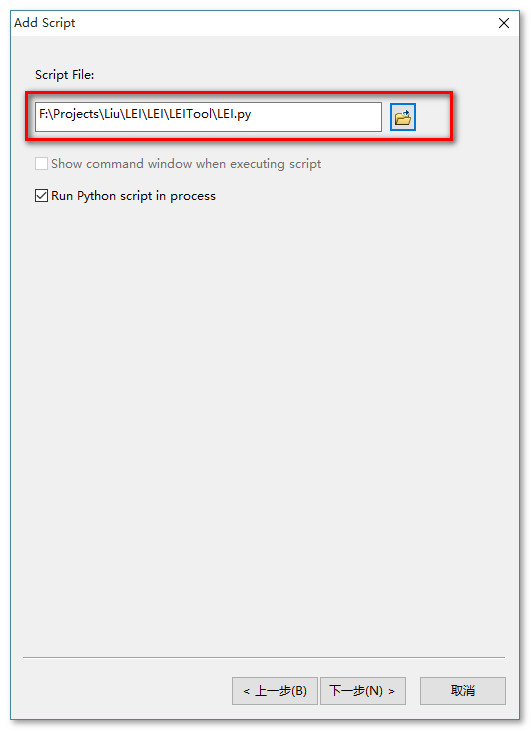 Add Script
Script File:
F:\Projects\Liu\LEI\LEI\LEITool\LEI.py
Show command window when executing script
Run Python script in process
< 上一步(B)
下一步(N) >
取消